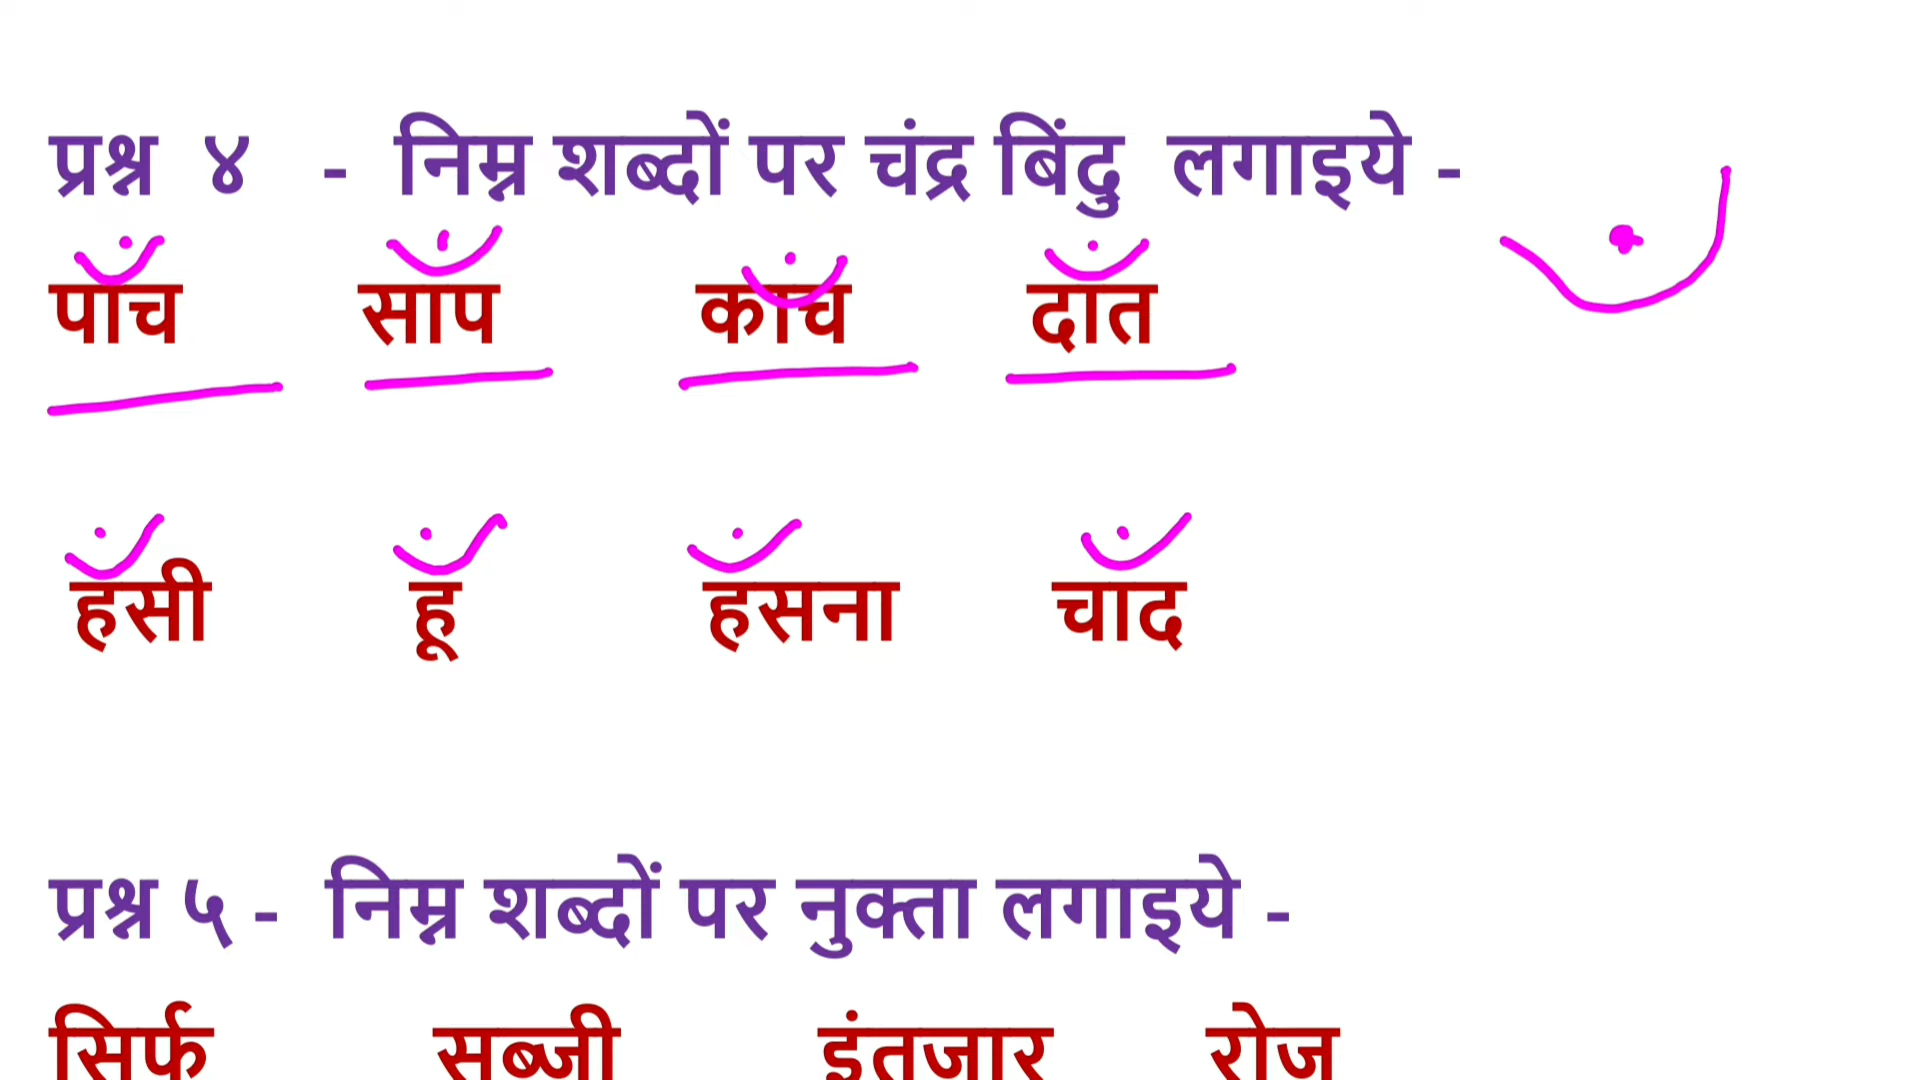 प्रश्न ४ - निम्न शब्दों पर चंद्र बिंदु लगाइये -
पाँच साँप काँच दाँत
हँसी हूँ हँसना चाँद
प्रश्न ५ - निम्न शब्दों पर नुक्ता लगाइये -
सिर्फ सब्जी इंतजार रोज